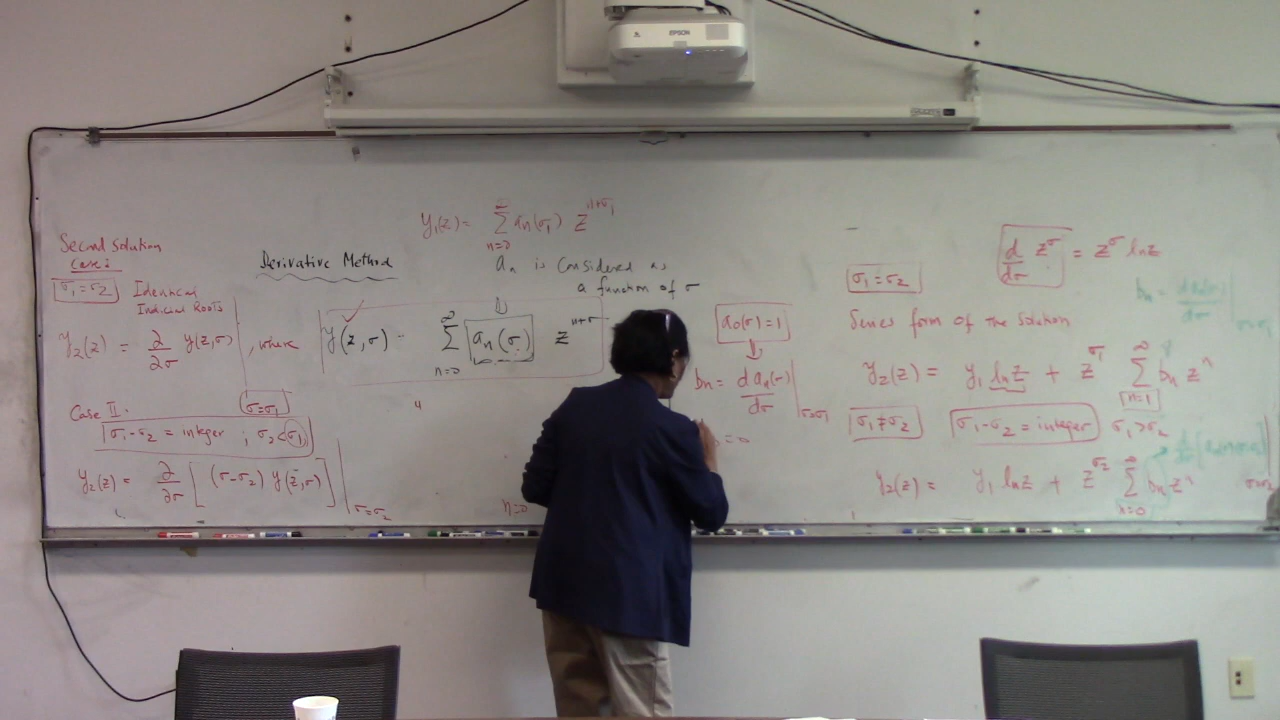 EPSON
y₁(z) = ∑_{n=0}^{∞} aₙ(σ₁) z^{n+σ₁}
Second Solution
Case:
σ₁=σ₂ Identical
Indicial Roots
y₂(z) = ∂/∂σ y(z,σ)|_{σ=σ₁}, where
Derivative Method
aₙ is Considered as
a function of σ
y(z,σ) = ∑_{n=0}^{∞} aₙ(σ) z^{n+σ}
Case II.
σ₁-σ₂ = integer ; σ₂<σ₁
y₂(z) = ∂/∂σ [(σ-σ₂) y(z,σ)]|_{σ=σ₂}
n=0
a₀(σ)=1
bₙ = d aₙ(σ)/dσ |_{σ=σ₁}
=0
d/dσ z^σ = z^σ ln z
σ₁=σ₂
bₙ = d aₙ(σ)/dσ |_{σ=σ₁}
Series form of the Solution
y₂(z) = y₁ ln z + z^{σ₁} ∑_{n=1}^{∞} bₙ zⁿ
σ₁≠σ₂ σ₁-σ₂ = integer σ₁>σ₂
y₂(z) = y₁ ln z + z^{σ₂} ∑_{n=0}^{∞} bₙ zⁿ
σ=σ₂